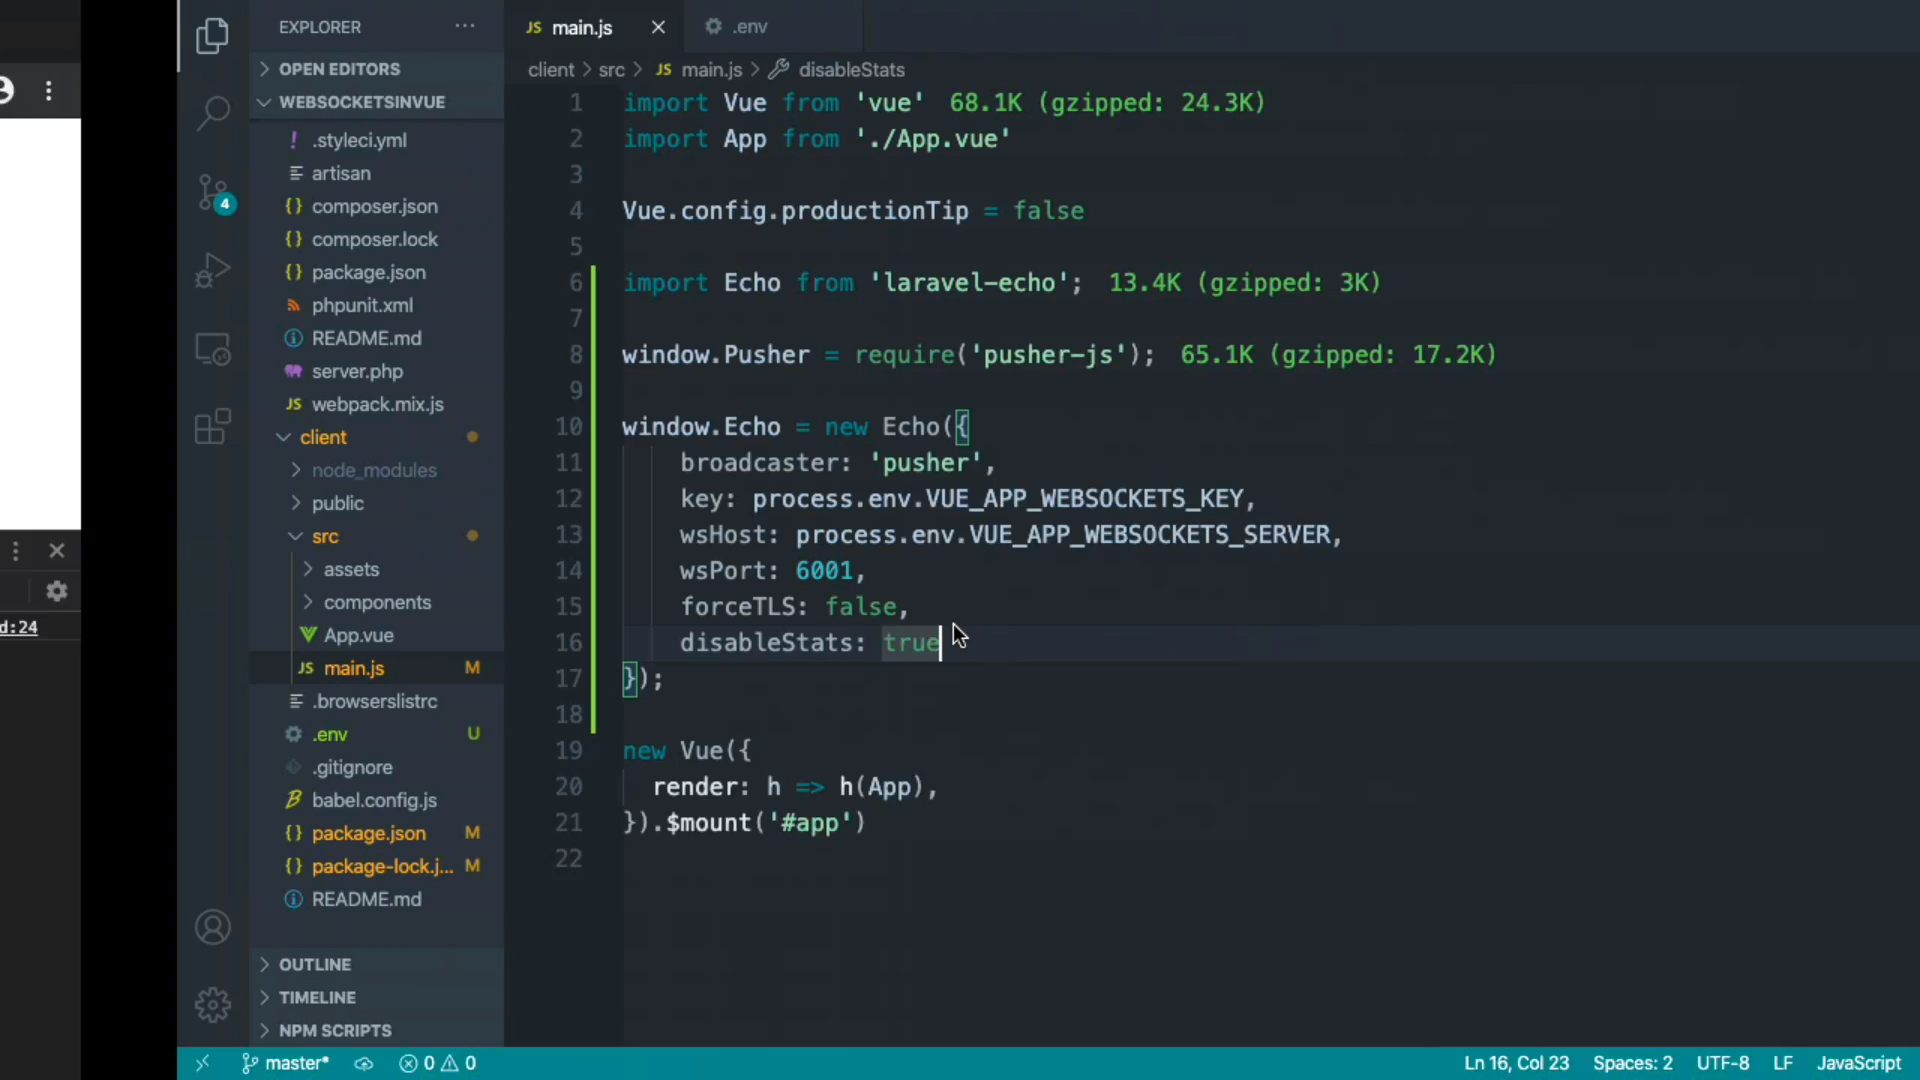 d:24
EXPLORER
OPEN EDITORS
WEBSOCKETSINVUE
.styleci.yml
artisan
composer.json
composer.lock
package.json
phpunit.xml
README.md
server.php
webpack.mix.js
client
node_modules
public
src
assets
components
App.vue
main.js M
.browserslistrc
.env U
.gitignore
babel.config.js
package.json M
package-lock.j... M
README.md
OUTLINE
TIMELINE
NPM SCRIPTS
4
JS main.js .env
client > src > JS main.js > disableStats
1 import Vue from 'vue' 68.1K (gzipped: 24.3K)
2 import App from './App.vue'
3
4 Vue.config.productionTip = false
5
6 import Echo from 'laravel-echo'; 13.4K (gzipped: 3K)
7
8 window.Pusher = require('pusher-js'); 65.1K (gzipped: 17.2K)
9
10 window.Echo = new Echo({
11 broadcaster: 'pusher',
12 key: process.env.VUE_APP_WEBSOCKETS_KEY,
13 wsHost: process.env.VUE_APP_WEBSOCKETS_SERVER,
14 wsPort: 6001,
15 forceTLS: false,
16 disableStats: true
17 });
18
19 new Vue({
20 render: h => h(App),
21 }).$mount('#app')
22
master* 0 0 Ln 16, Col 23 Spaces: 2 UTF-8 LF JavaScript